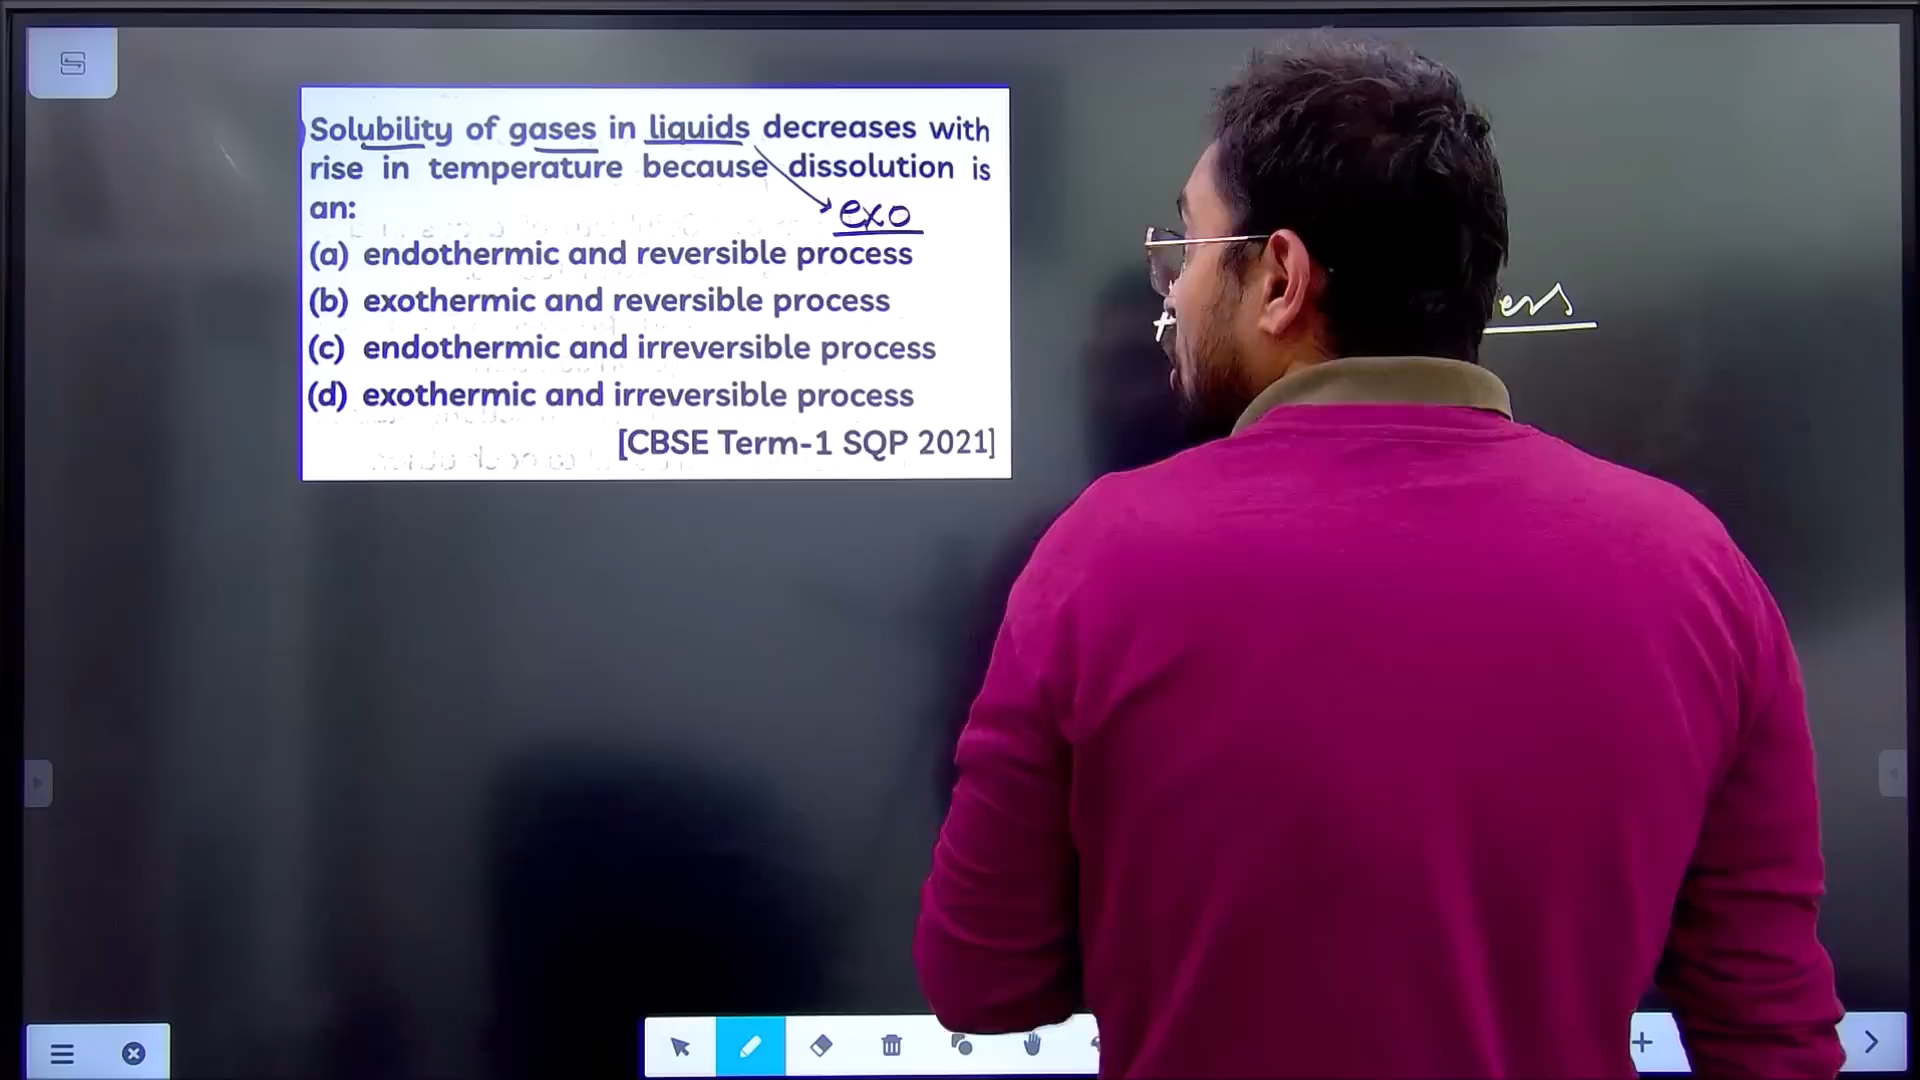 Solubility of gases in liquids decreases with
rise in temperature because dissolution is
an:
exo
(a) endothermic and reversible process
(b) exothermic and reversible process
(c) endothermic and irreversible process
(d) exothermic and irreversible process
[CBSE Term-1 SQP 2021]